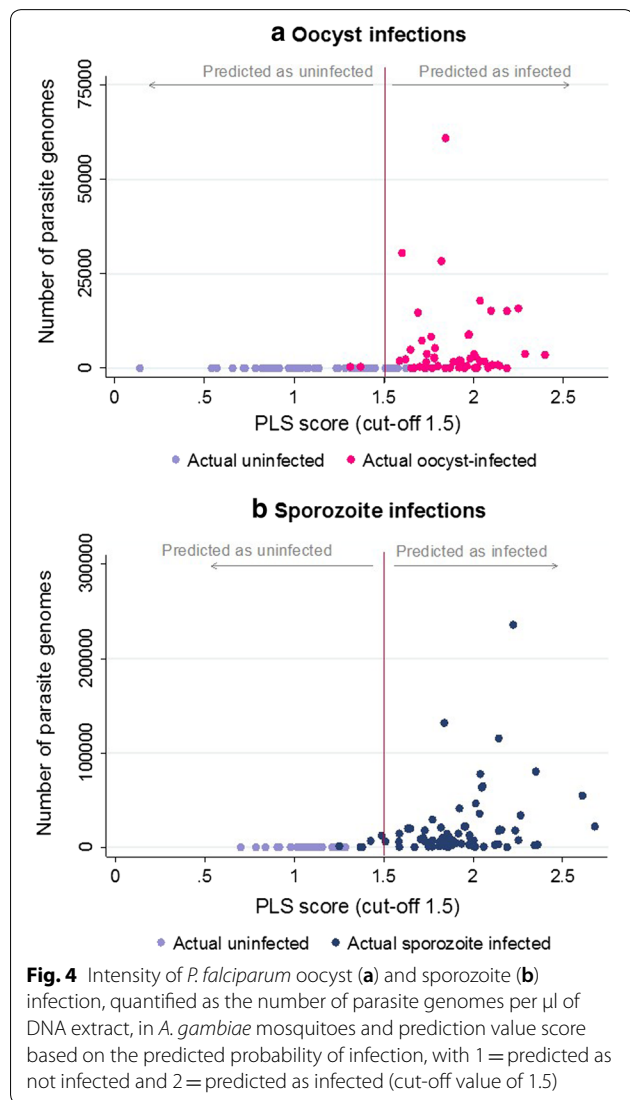 a Oocyst infections
Predicted as uninfected
Predicted as infected
Number of parasite genomes
75000
50000
25000
0
0
.5
1
1.5
2
2.5
PLS score (cut-off 1.5)
Actual uninfected
Actual oocyst-infected
b Sporozoite infections
Predicted as uninfected
Predicted as infected
Number of parasite genomes
300000
200000
100000
0
0
.5
1
1.5
2
2.5
PLS score (cut-off 1.5)
Actual uninfected
Actual sporozoite infected
Fig. 4 Intensity of P. falciparum oocyst (a) and sporozoite (b)
infection, quantified as the number of parasite genomes per µl of
DNA extract, in A. gambiae mosquitoes and prediction value score
based on the predicted probability of infection, with 1 = predicted as
not infected and 2 = predicted as infected (cut-off value of 1.5)